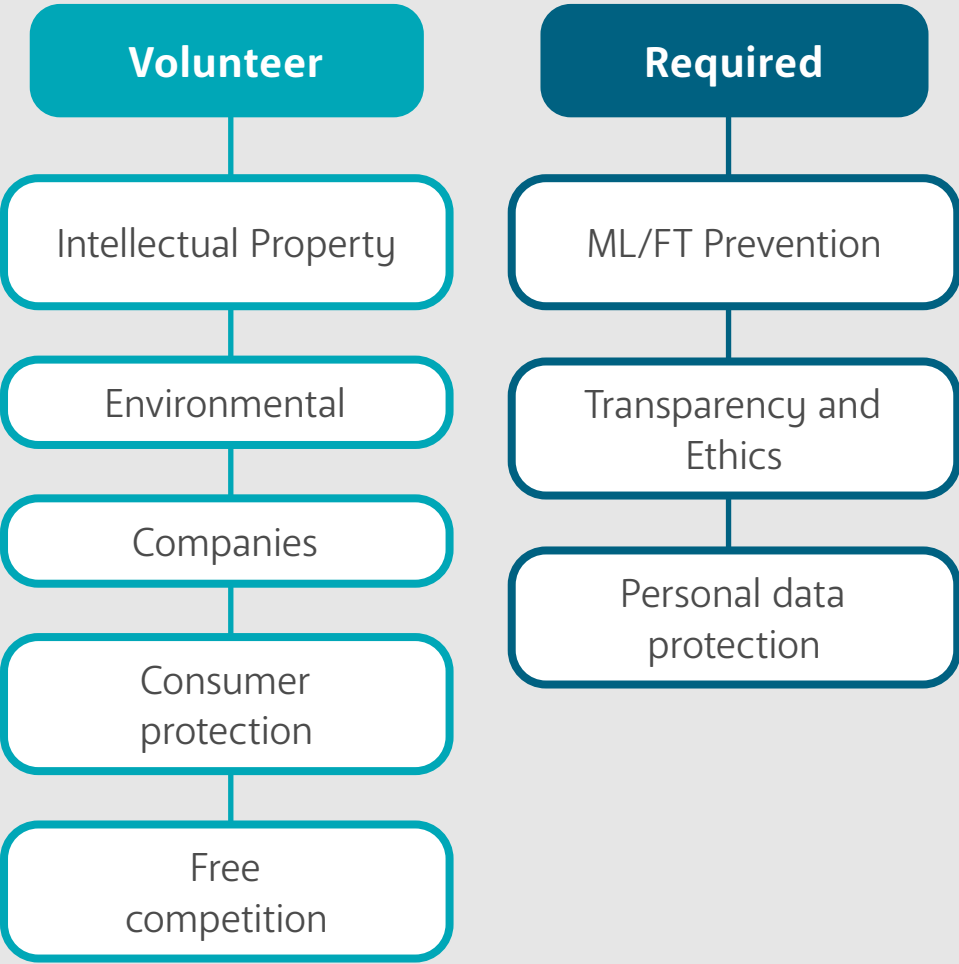 Volunteer
Intellectual Property
Environmental
Companies
Consumer
protection
Free
competition
Required
ML/FT Prevention
Transparency and
Ethics
Personal data
protection